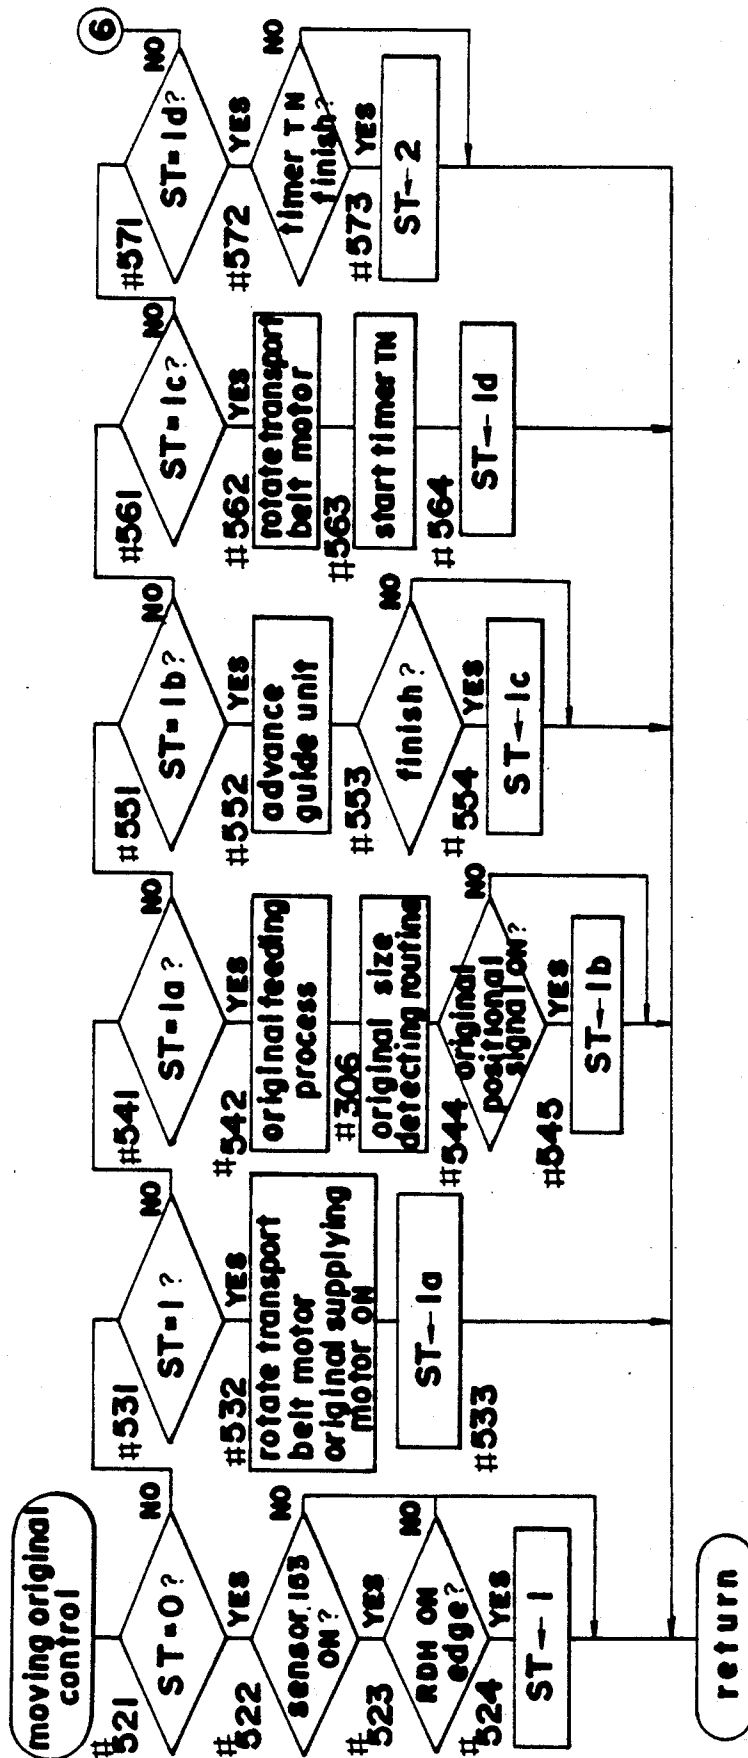 moving original
control
#521
ST=0?
NO
YES
#522
sensor.163
ON?
NO
YES
#523
RDH ON
edge?
NO
YES
#524
ST←1
return
#531
ST=1?
NO
YES
#532
rotate transport
belt motor
original supplying
motor ON
ST←1a
#533
#541
ST=1a?
NO
YES
#542
original feeding
process
#306
original size
detecting routine
#544
original
positional
signal ON?
NO
YES
#545
ST←1b
#551
ST=1b?
NO
YES
#552
advance
guide unit
#553
finish?
NO
YES
#554
ST←1c
#561
ST=1c?
NO
YES
#562
rotate transport
belt motor
#563
start timer TN
#564
ST←1d
#571
ST=1d?
NO
6
YES
#572
timer TN
finish?
NO
YES
#573
ST←2